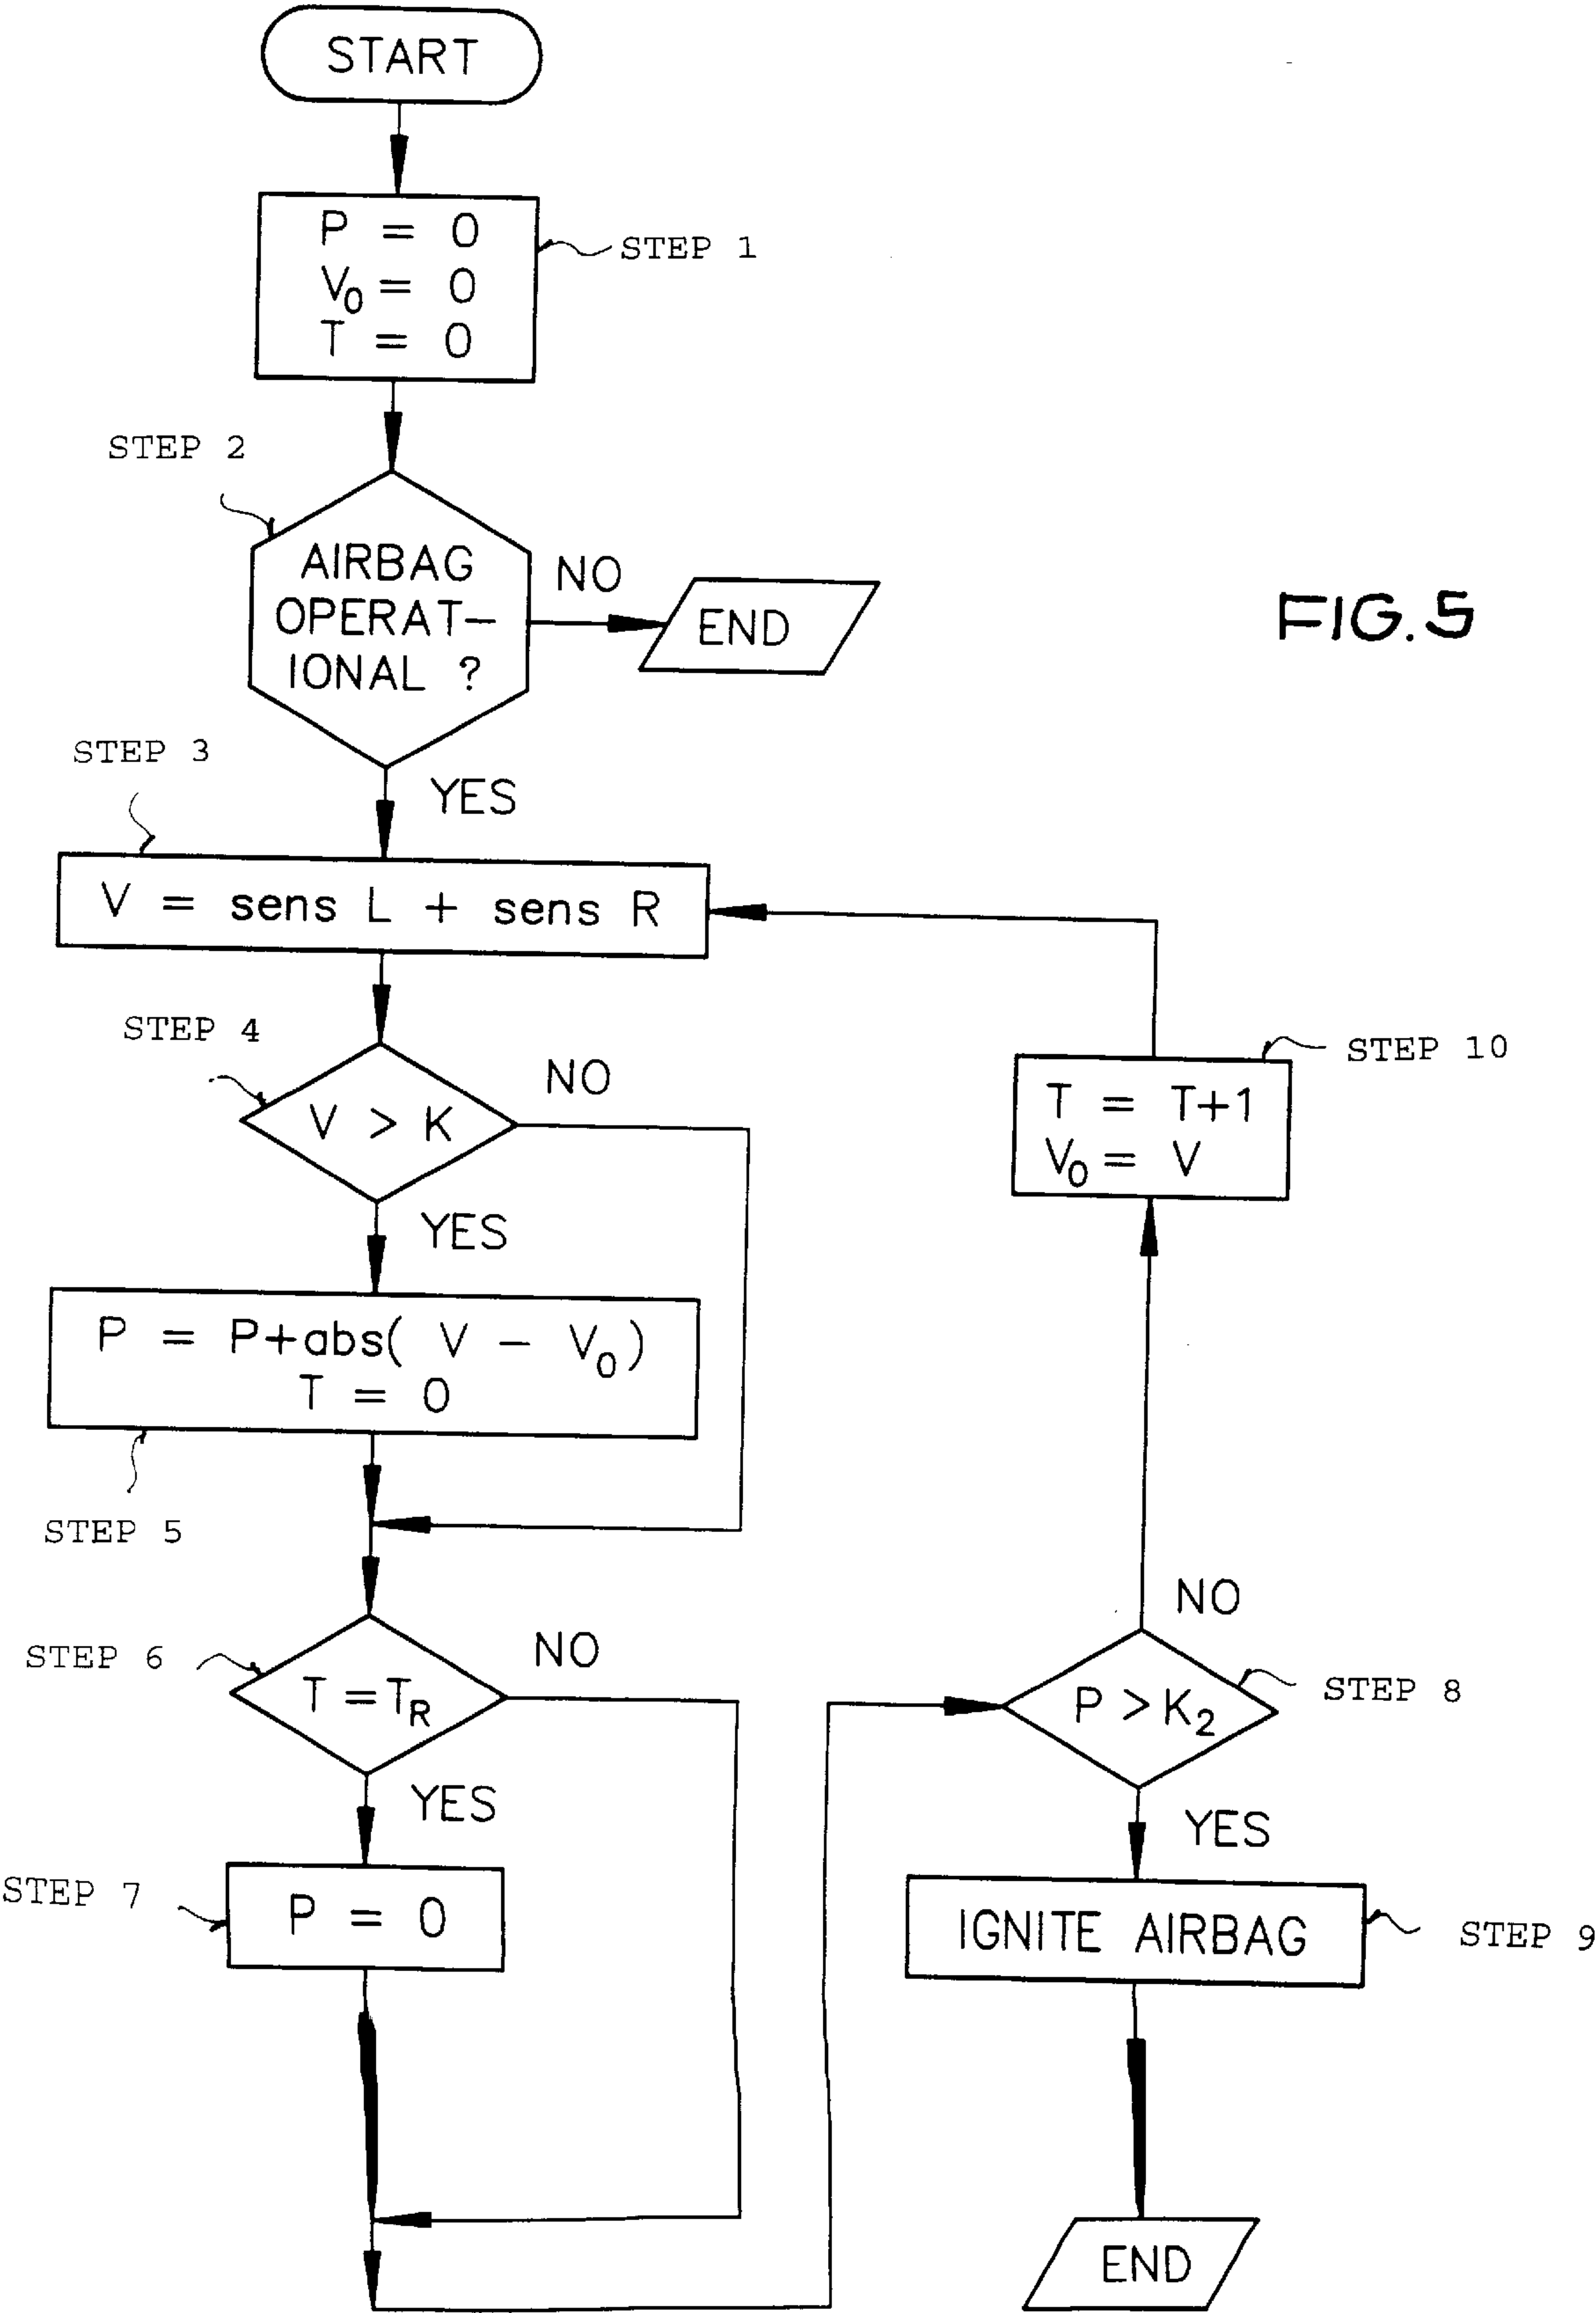 START
P = 0
V₀ = 0
T = 0
STEP 1
STEP 2
AIRBAG
OPERAT-
IONAL ?
NO
END
FIG.5
YES
STEP 3
V = sens L + sens R
STEP 4
V > K
NO
YES
STEP 10
T = T+1
V₀ = V
P = P+abs( V - V₀)
T = 0
STEP 5
STEP 6
T = T_R
NO
YES
STEP 7
P = 0
NO
P > K₂
STEP 8
YES
IGNITE AIRBAG
STEP 9
END